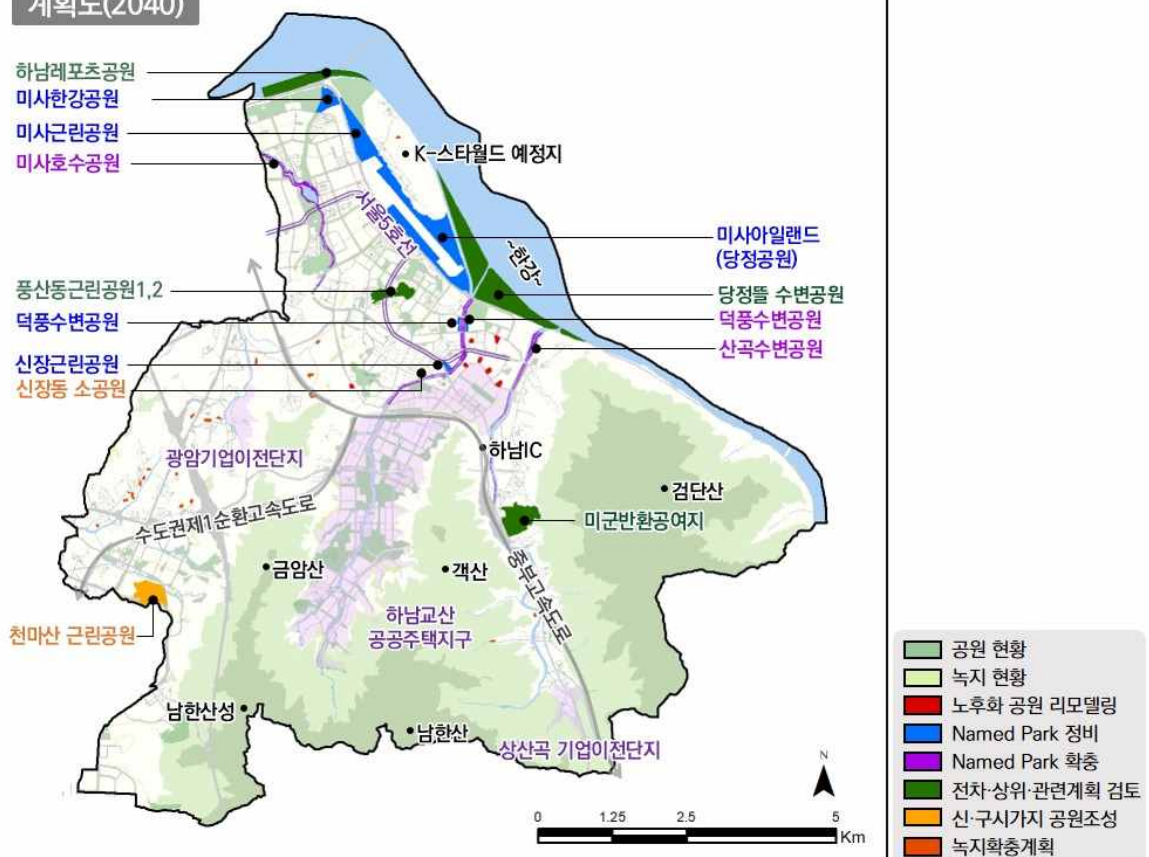 계획도(2040)
하남레포츠공원
미사한강공원
미사근린공원
미사호수공원
K-스타월드 예정지
서울5호선
미사아일랜드
(당정공원)
~한강~
풍산동근린공원1,2
당정뜰 수변공원
덕풍수변공원
덕풍수변공원
산곡수변공원
신장근린공원
신장동 소공원
하남IC
광암기업이전단지
검단산
수도권제1순환고속도로
미군반환공여지
금암산
객산
중부고속도로
하남교산
공공주택지구
천마산 근린공원
남한산성
남한산
상산곡 기업이전단지
N
0 1.25 2.5 5
Km
공원 현황
녹지 현황
노후화 공원 리모델링
Named Park 정비
Named Park 확충
전차·상위·관련계획 검토
신·구시가지 공원조성
녹지확충계획